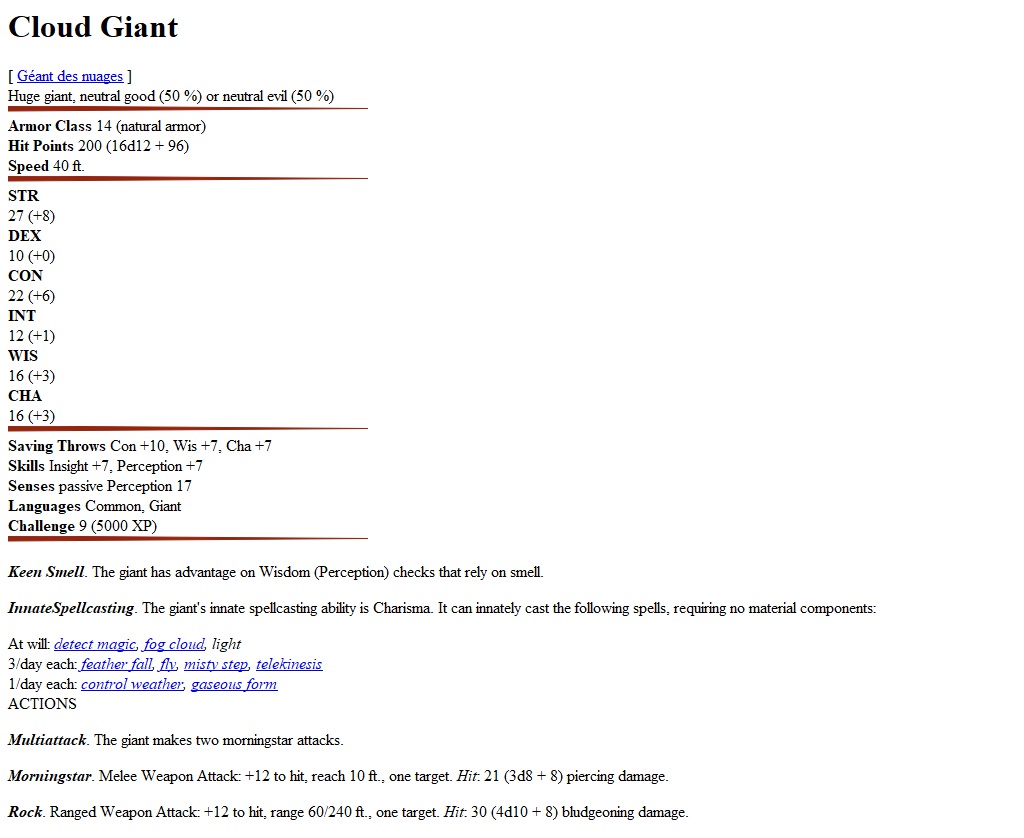 Cloud Giant
[ Géant des nuages ]
Huge giant, neutral good (50 %) or neutral evil (50 %)
Armor Class 14 (natural armor)
Hit Points 200 (16d12 + 96)
Speed 40 ft.
STR
27 (+8)
DEX
10 (+0)
CON
22 (+6)
INT
12 (+1)
WIS
16 (+3)
CHA
16 (+3)
Saving Throws Con +10, Wis +7, Cha +7
Skills Insight +7, Perception +7
Senses passive Perception 17
Languages Common, Giant
Challenge 9 (5000 XP)
Keen Smell. The giant has advantage on Wisdom (Perception) checks that rely on smell.
InnateSpellcasting. The giant's innate spellcasting ability is Charisma. It can innately cast the following spells, requiring no material components:
At will: detect magic, fog cloud, light
3/day each: feather fall, fly, misty step, telekinesis
1/day each: control weather, gaseous form
ACTIONS
Multiattack. The giant makes two morningstar attacks.
Morningstar. Melee Weapon Attack: +12 to hit, reach 10 ft., one target. Hit: 21 (3d8 + 8) piercing damage.
Rock. Ranged Weapon Attack: +12 to hit, range 60/240 ft., one target. Hit: 30 (4d10 + 8) bludgeoning damage.